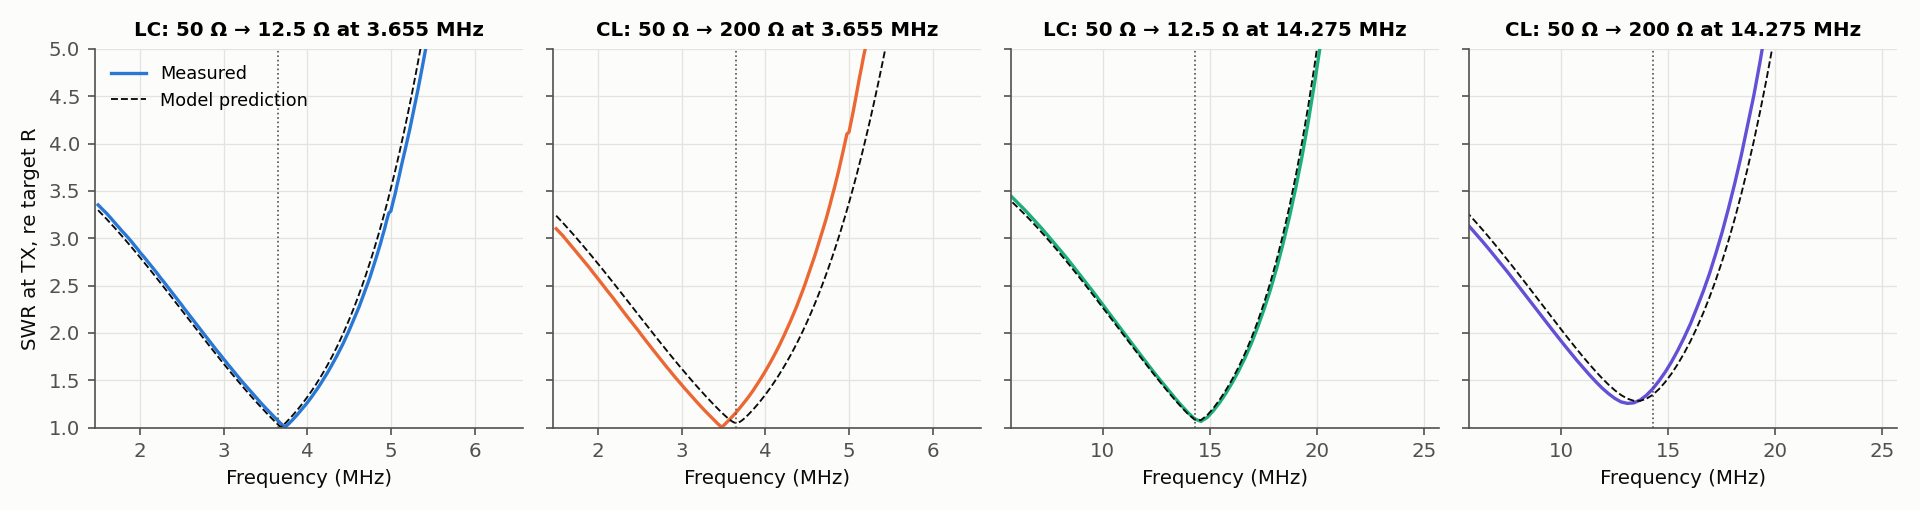 LC: 50 Ω → 12.5 Ω at 3.655 MHz
CL: 50 Ω → 200 Ω at 3.655 MHz
LC: 50 Ω → 12.5 Ω at 14.275 MHz
CL: 50 Ω → 200 Ω at 14.275 MHz
SWR at TX, re target R
5.0
4.5
4.0
3.5
3.0
2.5
2.0
1.5
1.0
Measured
Model prediction
2 3 4 5 6
2 3 4 5 6
10 15 20 25
10 15 20 25
Frequency (MHz)
Frequency (MHz)
Frequency (MHz)
Frequency (MHz)